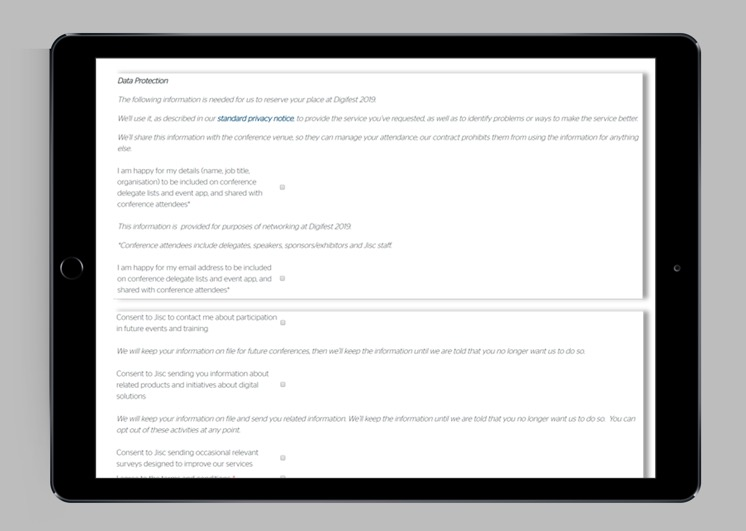 Data Protection
The following information is needed for us to reserve your place at Digifest 2019.
We'll use it, as described in our standard privacy notice, to provide the service you've requested, as well as to identify problems or ways to make the service better.
We'll share this information with the conference venue, so they can manage your attendance; our contract prohibits them from using the information for anything
else.
I am happy for my details (name, job title,
organisation) to be included on conference
delegate lists and event app, and shared with
conference attendees*
This information is provided for purposes of networking at Digifest 2019.
*Conference attendees include delegates, speakers, sponsors/exhibitors and Jisc staff.
I am happy for my email address to be included
on conference delegate lists and event app, and
shared with conference attendees*
Consent to Jisc to contact me about participation
in future events and training
We will keep your information on file for future conferences, then we'll keep the information until we are told that you no longer want us to do so.
Consent to Jisc sending you information about
related products and initiatives about digital
solutions
We will keep your information on file and send you related information. We'll keep the information until we are told that you no longer want us to do so. You can
opt out of these activities at any point.
Consent to Jisc sending occasional relevant
surveys designed to improve our services